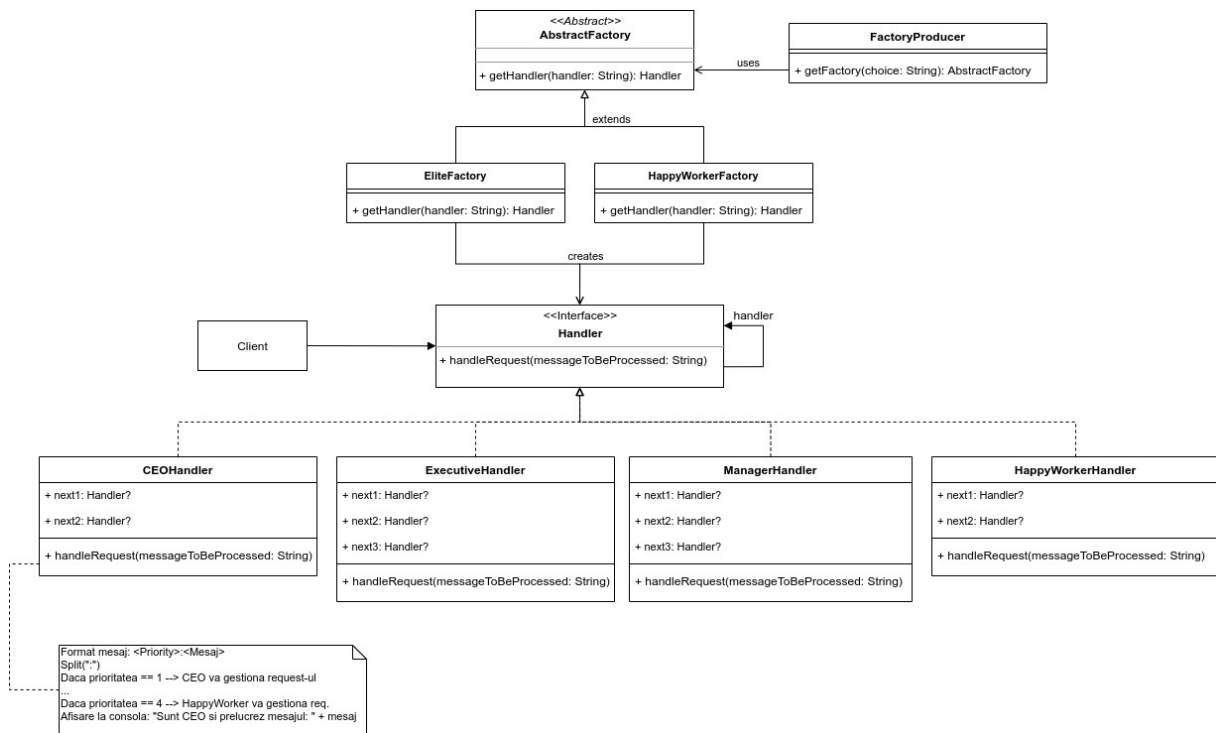 <<Abstract>>
AbstractFactory
+ getHandler(handler: String): Handler
FactoryProducer
+ getFactory(choice: String): AbstractFactory
uses
extends
EliteFactory
+ getHandler(handler: String): Handler
HappyWorkerFactory
+ getHandler(handler: String): Handler
creates
<<Interface>>
Handler
+ handleRequest(messageToBeProcessed: String)
handler
Client
CEOHandler
+ next1: Handler?
+ next2: Handler?
+ handleRequest(messageToBeProcessed: String)
ExecutiveHandler
+ next1: Handler?
+ next2: Handler?
+ next3: Handler?
+ handleRequest(messageToBeProcessed: String)
ManagerHandler
+ next1: Handler?
+ next2: Handler?
+ next3: Handler?
+ handleRequest(messageToBeProcessed: String)
HappyWorkerHandler
+ next1: Handler?
+ next2: Handler?
+ handleRequest(messageToBeProcessed: String)
Format mesaj: <Priority>:<Mesaj>
Split(":")
Daca prioritatea == 1 --> CEO va gestiona request-ul
...
Daca prioritatea == 4 --> HappyWorker va gestiona req.
Afisare la consola: "Sunt CEO si prelucrez mesajul: " + mesaj